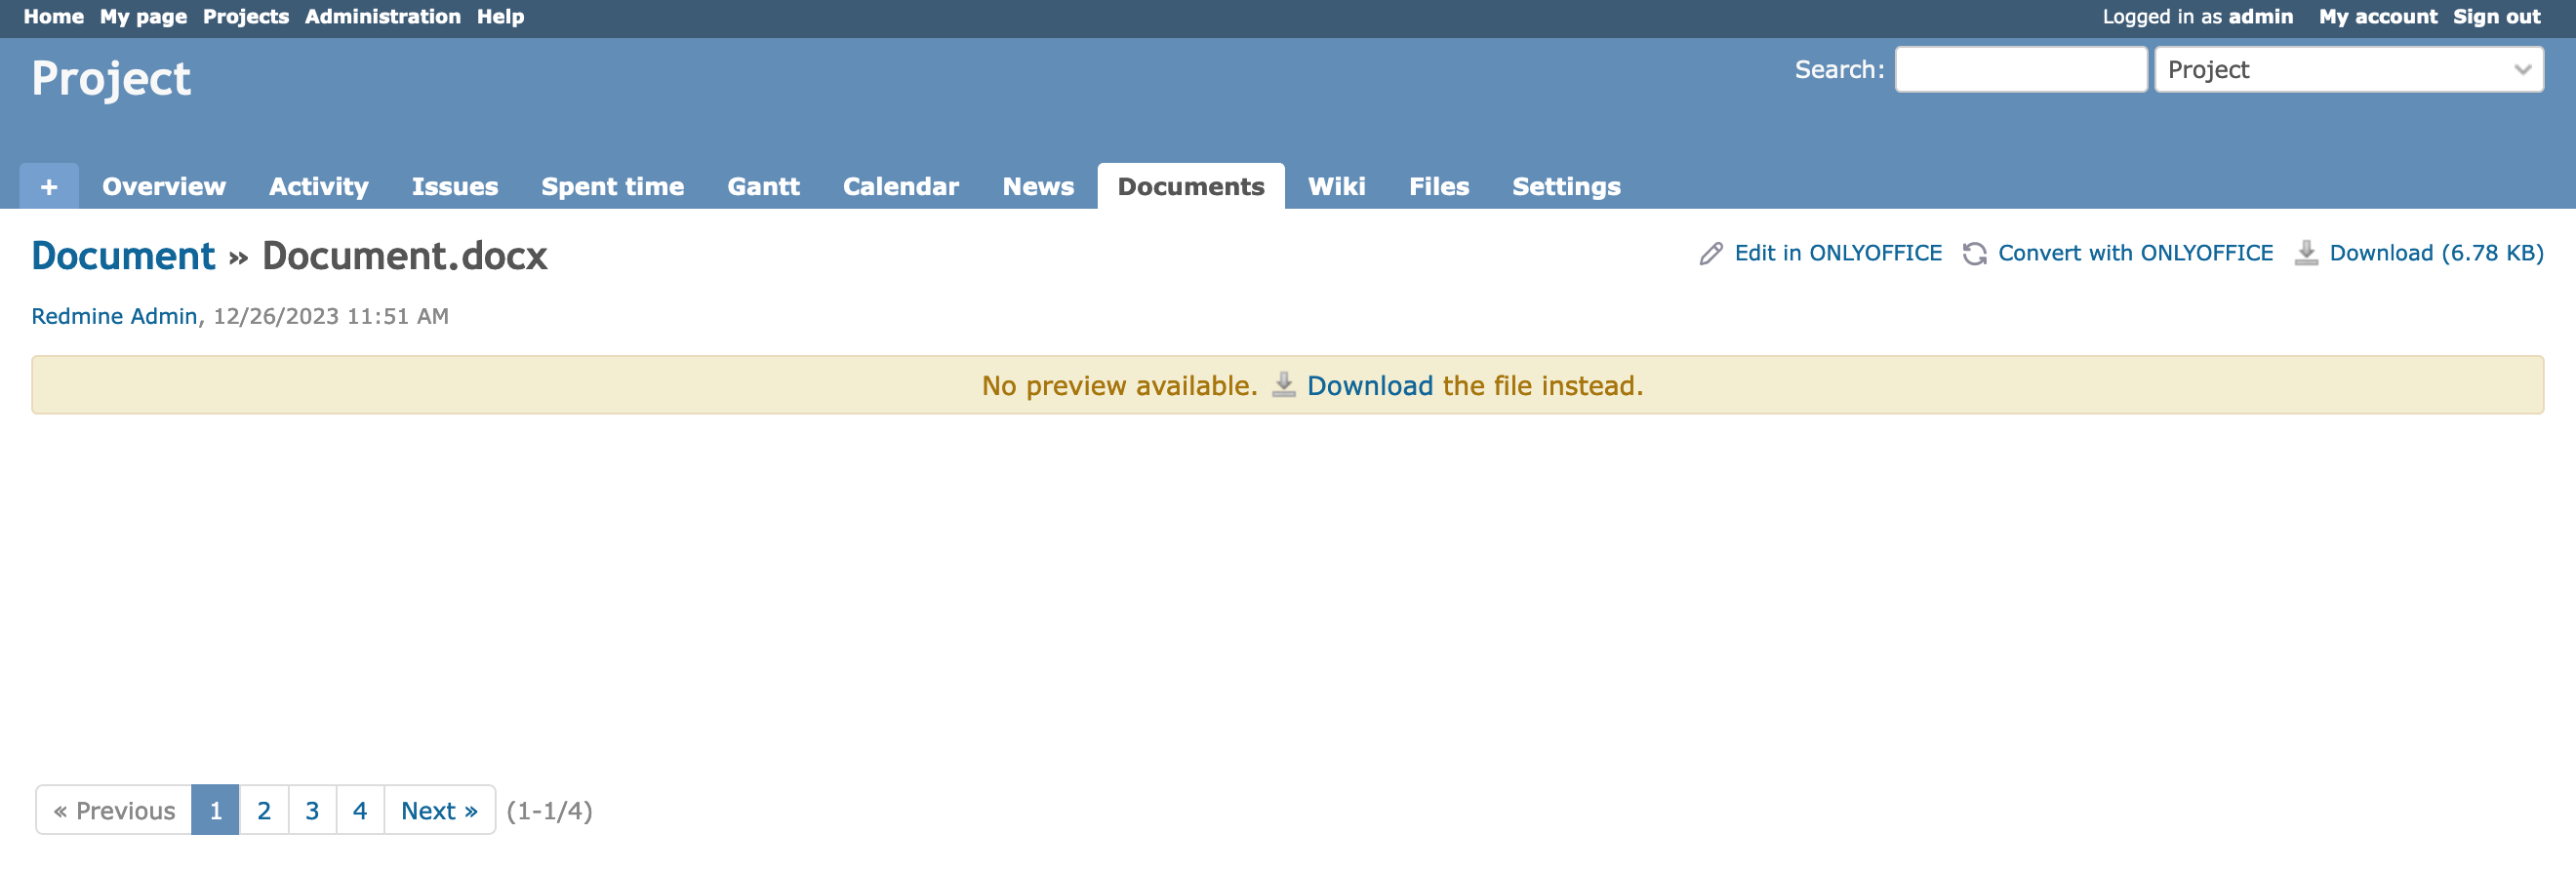 Home My page Projects Administration Help Logged in as admin My account Sign out
Project Search: Project
+ Overview Activity Issues Spent time Gantt Calendar News Documents Wiki Files Settings
Document » Document.docx Edit in ONLYOFFICE Convert with ONLYOFFICE Download (6.78 KB)
Redmine Admin, 12/26/2023 11:51 AM
No preview available. Download the file instead.
« Previous 1 2 3 4 Next » (1-1/4)